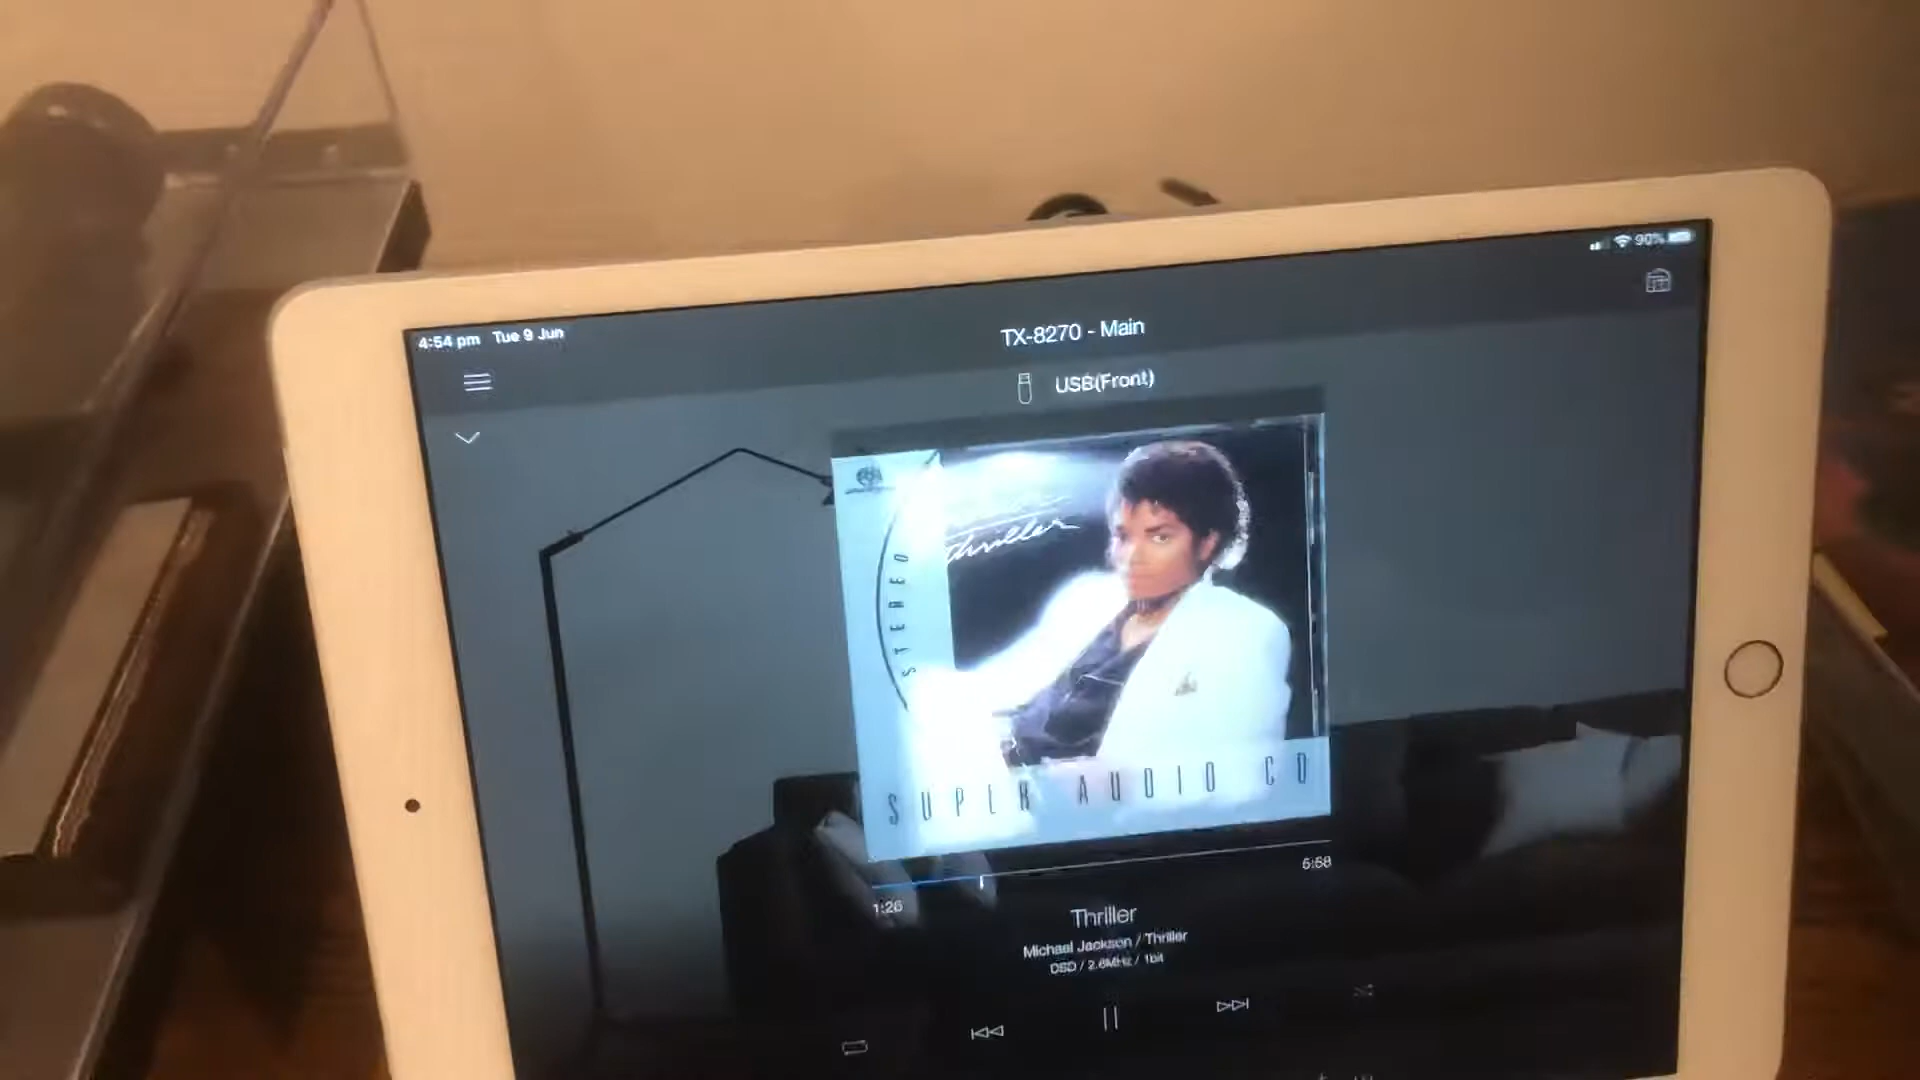 4:54 pm Tue 9 Jun
90%
TX-8270 - Main
USB(Front)
Thriller
STEREO
SUPER AUDIO CD
1:26
5:58
Thriller
Michael Jackson / Thriller
DSD / 2.8MHz / 1bit